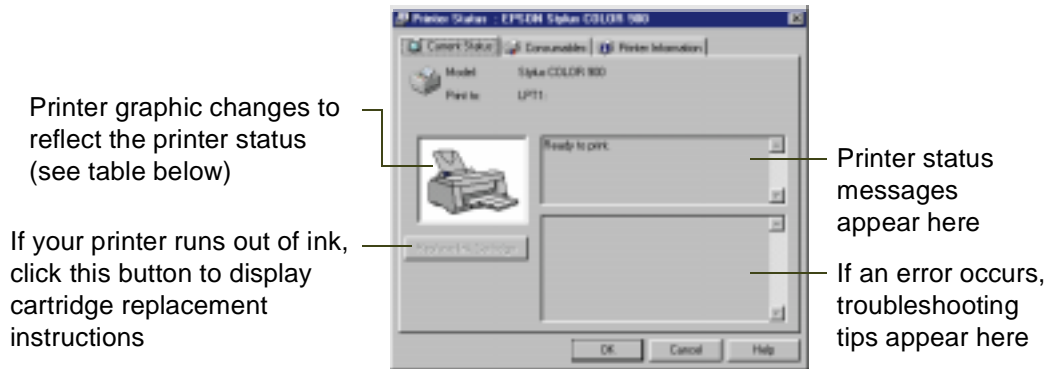 Printer Status : EPSON Stylus COLOR 900
Current Status
Consumables
Printer Information
Model: Stylus COLOR 900
Print to: LPT1:
Printer graphic changes to
reflect the printer status
(see table below)
Ready to print.
Printer status
messages
appear here
If your printer runs out of ink,
click this button to display
cartridge replacement
instructions
Replace Ink Cartridge
If an error occurs,
troubleshooting
tips appear here
OK
Cancel
Help